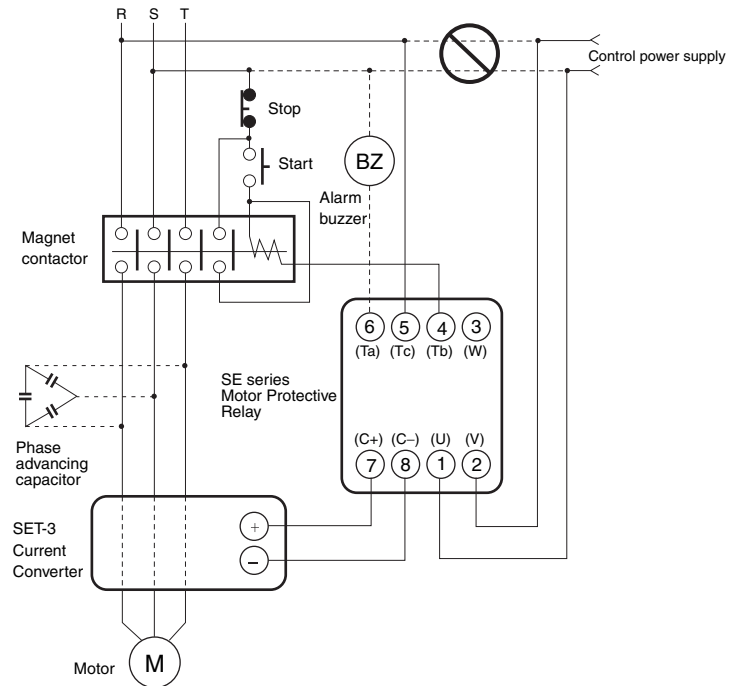 R S T
Control power supply
Stop
Start
BZ
Alarm
buzzer
Magnet
contactor
6 5 4 3
(Ta) (Tc) (Tb) (W)
SE series
Motor Protective
Relay
(C+) (C−) (U) (V)
7 8 1 2
Phase
advancing
capacitor
SET-3
Current
Converter
+
−
Motor
M